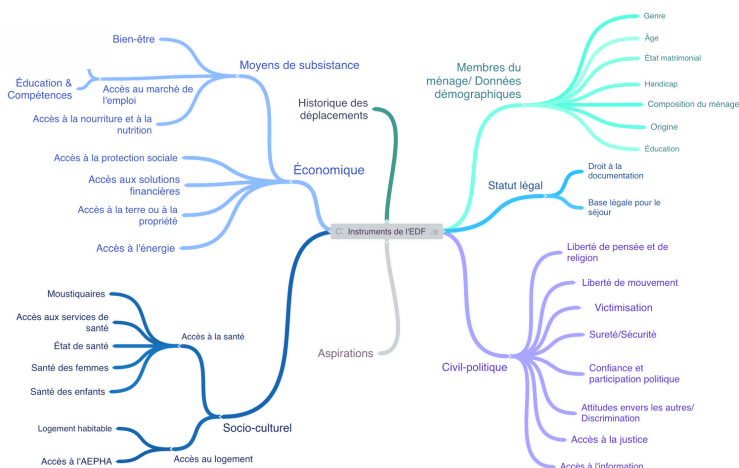 Bien-être
Moyens de subsistance
Éducation &
Compétences
Accès au marché de
l'emploi
Accès à la nourriture et à la
nutrition
Économique
Accès à la protection sociale
Accès aux solutions
financières
Accès à la terre ou à la
propriété
Accès à l'énergie
Historique des
déplacements
Instruments de l'EDF
Aspirations
Membres du
ménage/ Données
démographiques
Genre
Âge
État matrimonial
Handicap
Composition du ménage
Origine
Éducation
Statut légal
Droit à la
documentation
Base légale pour le
séjour
Civil-politique
Liberté de pensée et de
religion
Liberté de mouvement
Victimisation
Sureté/Sécurité
Confiance et
participation politique
Attitudes envers les autres/
Discrimination
Accès à la justice
Accès à l'information
Socio-culturel
Accès à la santé
Moustiquaires
Accès aux services de
santé
État de santé
Santé des femmes
Santé des enfants
Accès au logement
Logement habitable
Accès à l'AEPHA